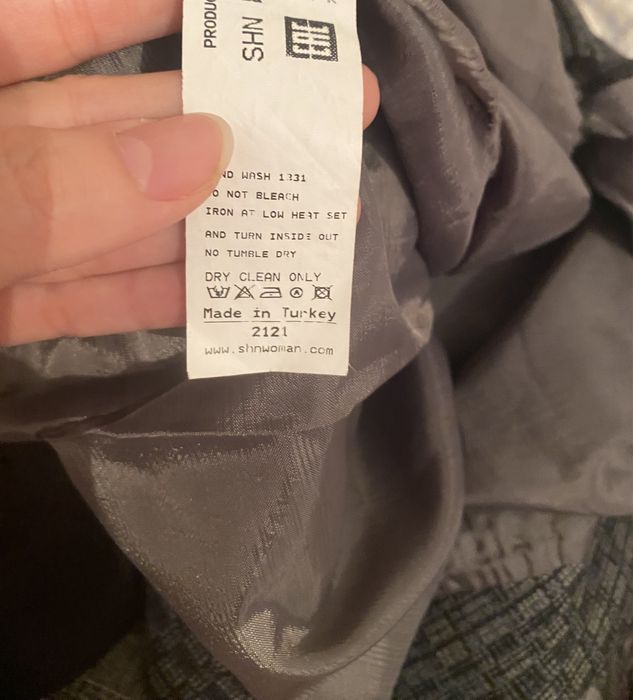 SHN
EAC
ND WASH 1331
O NOT BLEACH
IRON AT LOW HEAT SET
AND TURN INSIDE OUT
NO TUMBLE DRY
DRY CLEAN ONLY
Made in Turkey
2121
www.shnwoman.com